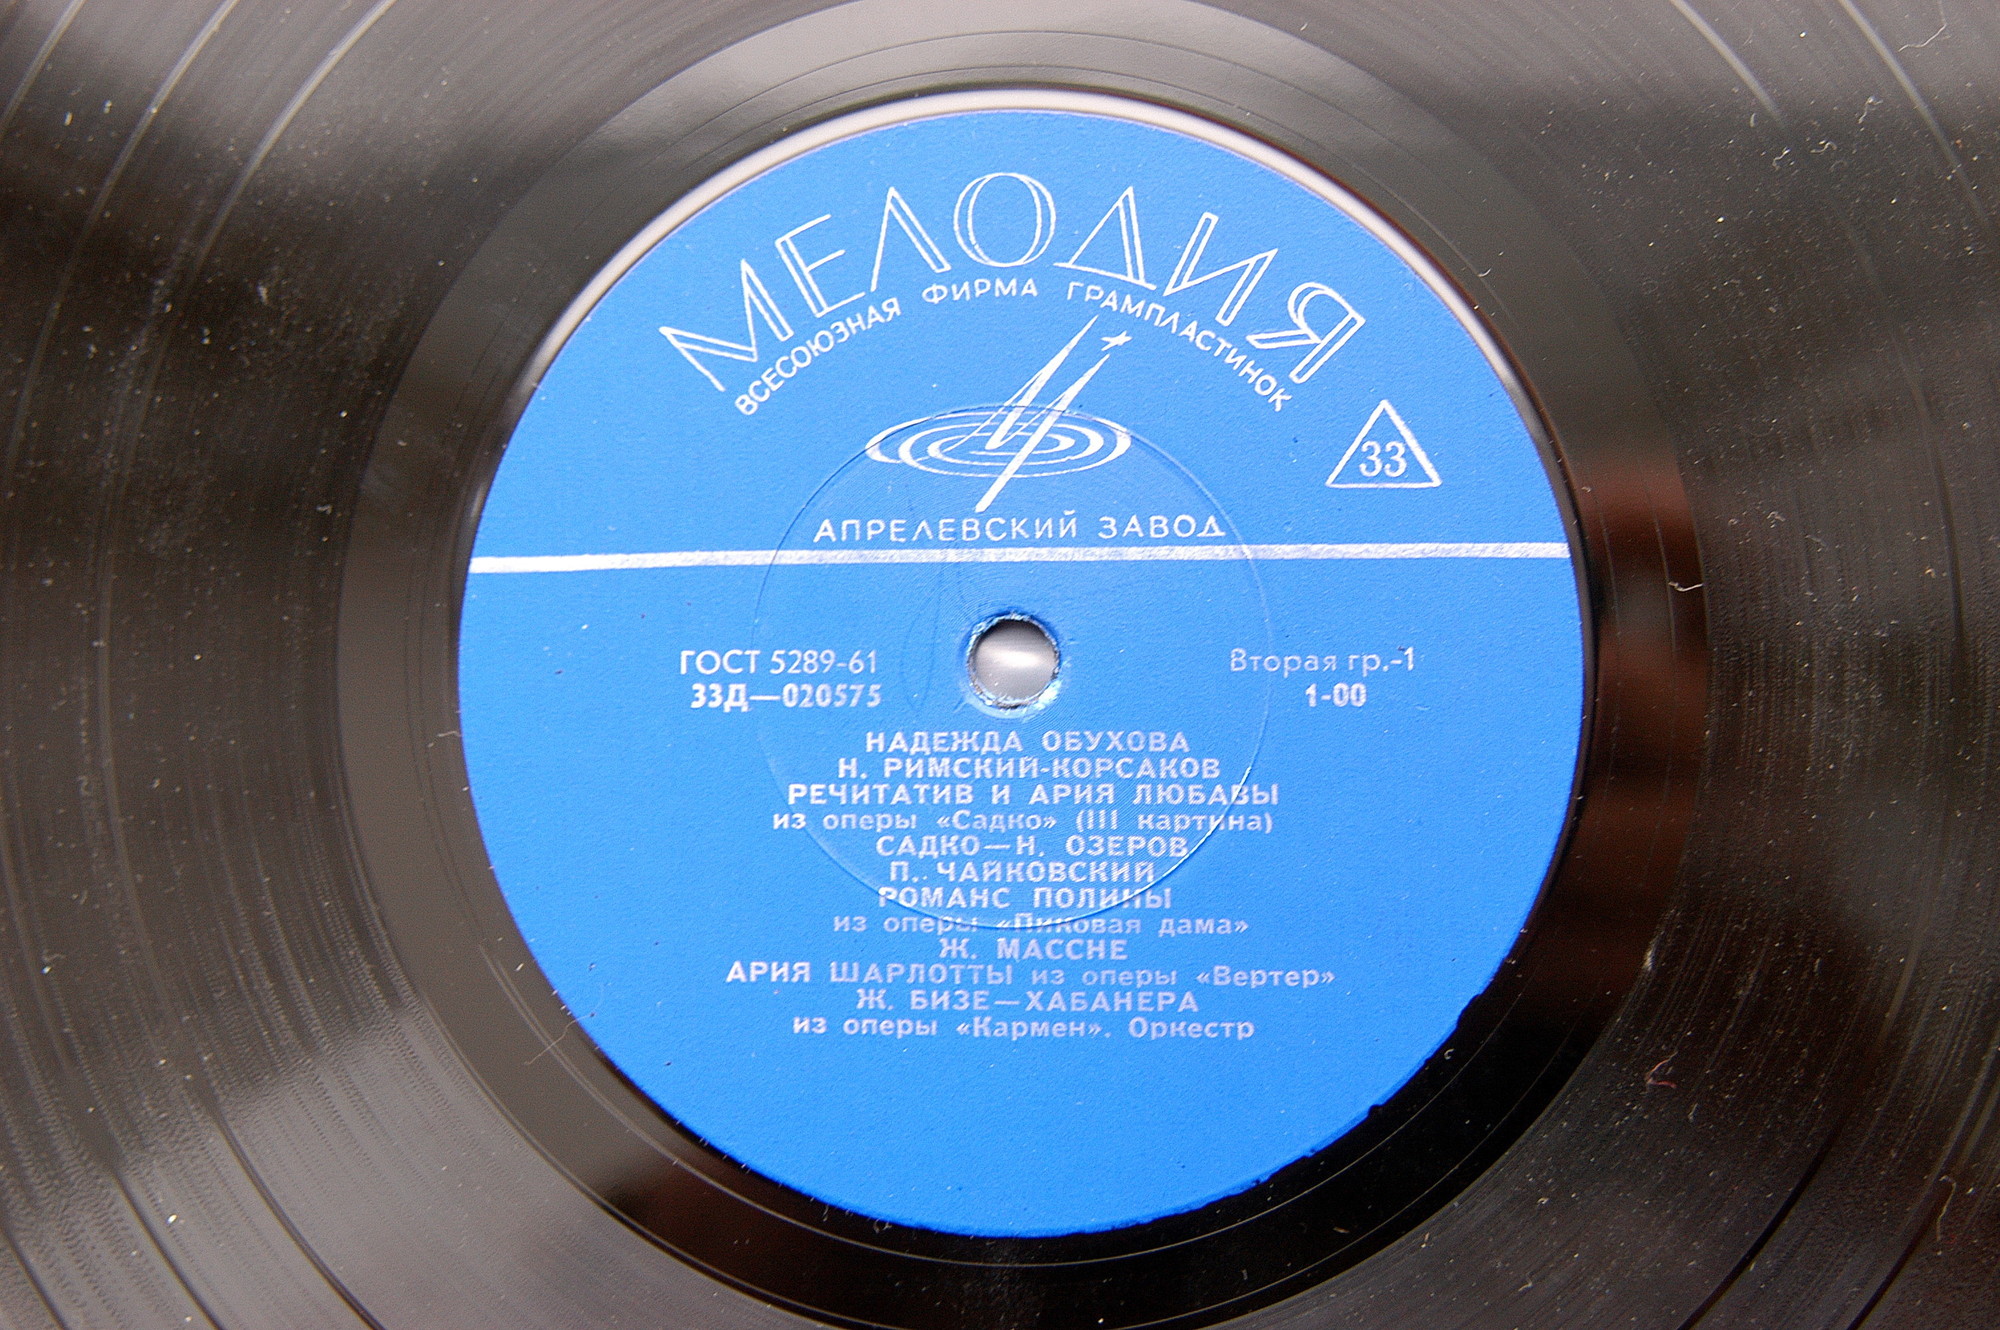 МЕЛОДИЯ
ВСЕСОЮЗНАЯ ФИРМА ГРАМПЛАСТИНОК
33
АПРЕЛЕВСКИЙ ЗАВОД
ГОСТ 5289-61
33Д—020575
Вторая гр.-1
1-00
НАДЕЖДА ОБУХОВА
Н. РИМСКИЙ-КОРСАКОВ
РЕЧИТАТИВ И АРИЯ ЛЮБАВЫ
из оперы «Садко» (III картина)
САДКО—Н. ОЗЕРОВ
П. ЧАЙКОВСКИЙ
РОМАНС ПОЛИНЫ
из оперы «Пиковая дама»
Ж. МАССНЕ
АРИЯ ШАРЛОТТЫ из оперы «Вертер»
Ж. БИЗЕ—ХАБАНЕРА
из оперы «Кармен». Оркестр